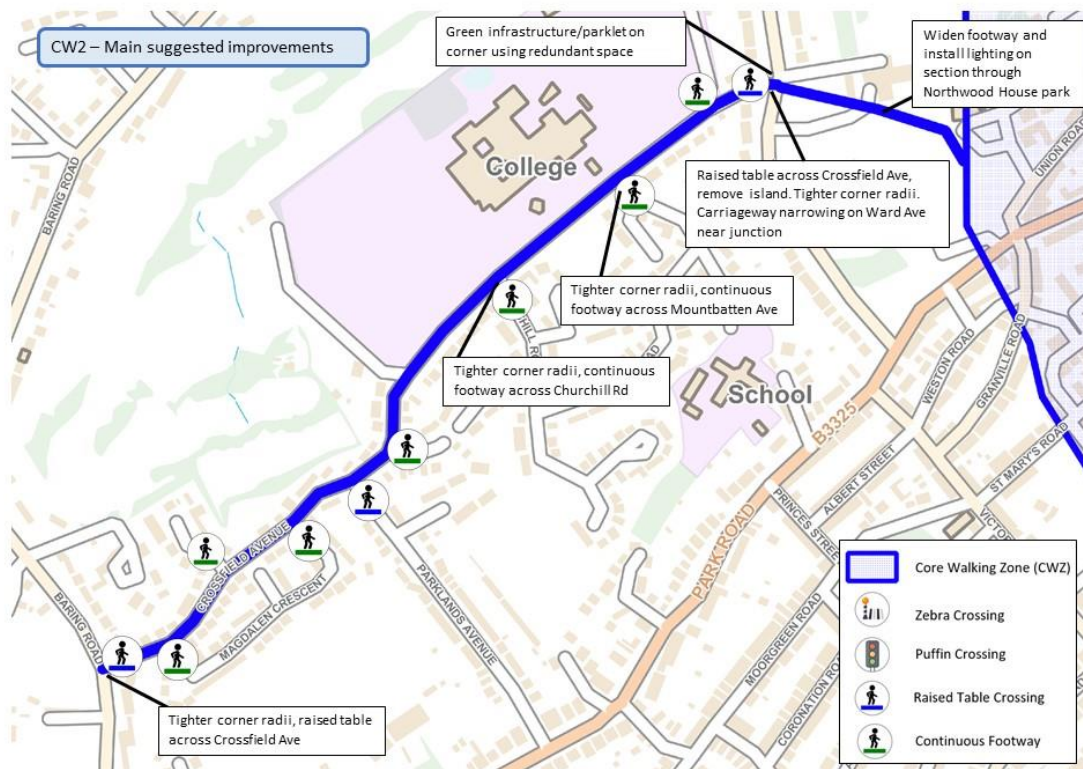 CW2 – Main suggested improvements
Green infrastructure/parklet on
corner using redundant space
Widen footway and
install lighting on
section through
Northwood House park
BARING ROAD
College
UNION ROAD
Raised table across Crossfield Ave,
remove island. Tighter corner radii.
Carriageway narrowing on Ward Ave
near junction
Tighter corner radii, continuous
footway across Mountbatten Ave
Tighter corner radii, continuous
footway across Churchill Rd
School
B3325
WESTON ROAD
GRANVILLE ROAD
ST MARY'S ROAD
ALBERT STREET
PRINCES STREET
PARK ROAD
CROSSFIELD AVENUE
MAGDALEN CRESCENT
PARKLANDS AVENUE
BARING ROAD
MOORGREEN ROAD
CORONATION
Tighter corner radii, raised table
across Crossfield Ave
Core Walking Zone (CWZ)
Zebra Crossing
Puffin Crossing
Raised Table Crossing
Continuous Footway